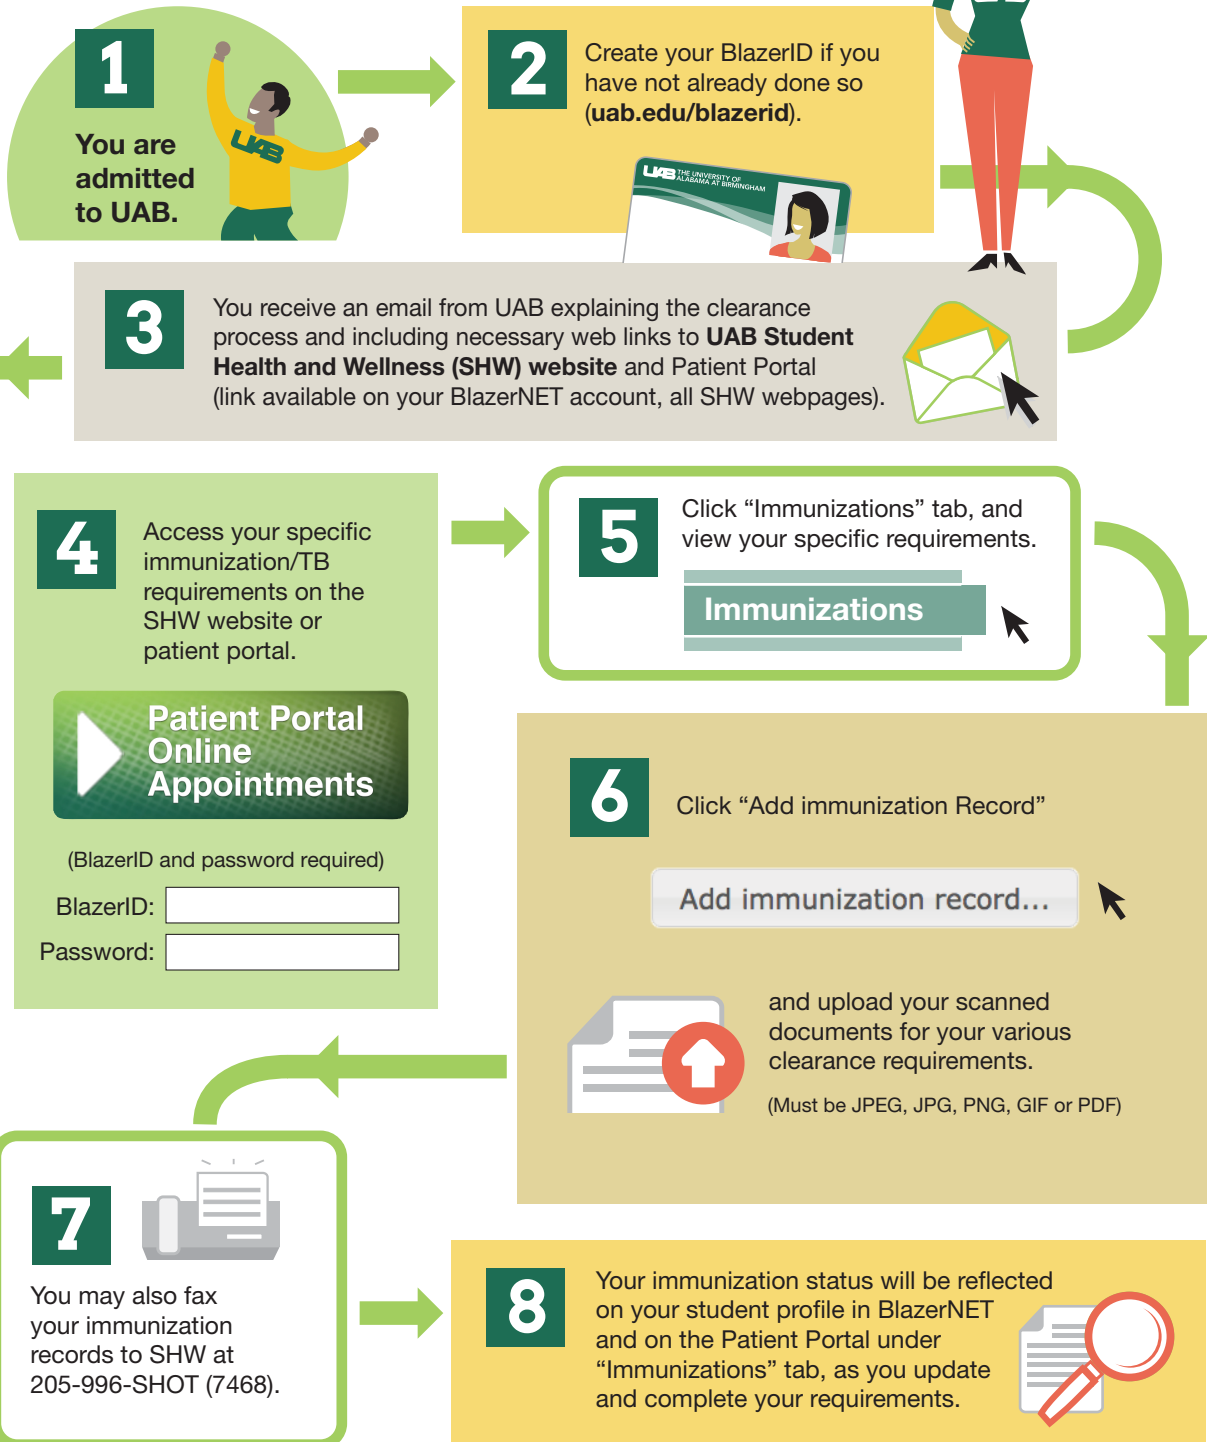 1
You are
admitted
to UAB.
UAB
2
Create your BlazerID if you
have not already done so
(uab.edu/blazerid).
UAB THE UNIVERSITY OF
ALABAMA AT BIRMINGHAM
3
You receive an email from UAB explaining the clearance
process and including necessary web links to UAB Student
Health and Wellness (SHW) website and Patient Portal
(link available on your BlazerNET account, all SHW webpages).
4
Access your specific
immunization/TB
requirements on the
SHW website or
patient portal.
Patient Portal
Online
Appointments
(BlazerID and password required)
BlazerID:
Password:
5
Click “Immunizations” tab, and
view your specific requirements.
Immunizations
6
Click “Add immunization Record”
Add immunization record...
and upload your scanned
documents for your various
clearance requirements.
(Must be JPEG, JPG, PNG, GIF or PDF)
7
You may also fax
your immunization
records to SHW at
205-996-SHOT (7468).
8
Your immunization status will be reflected
on your student profile in BlazerNET
and on the Patient Portal under
“Immunizations” tab, as you update
and complete your requirements.